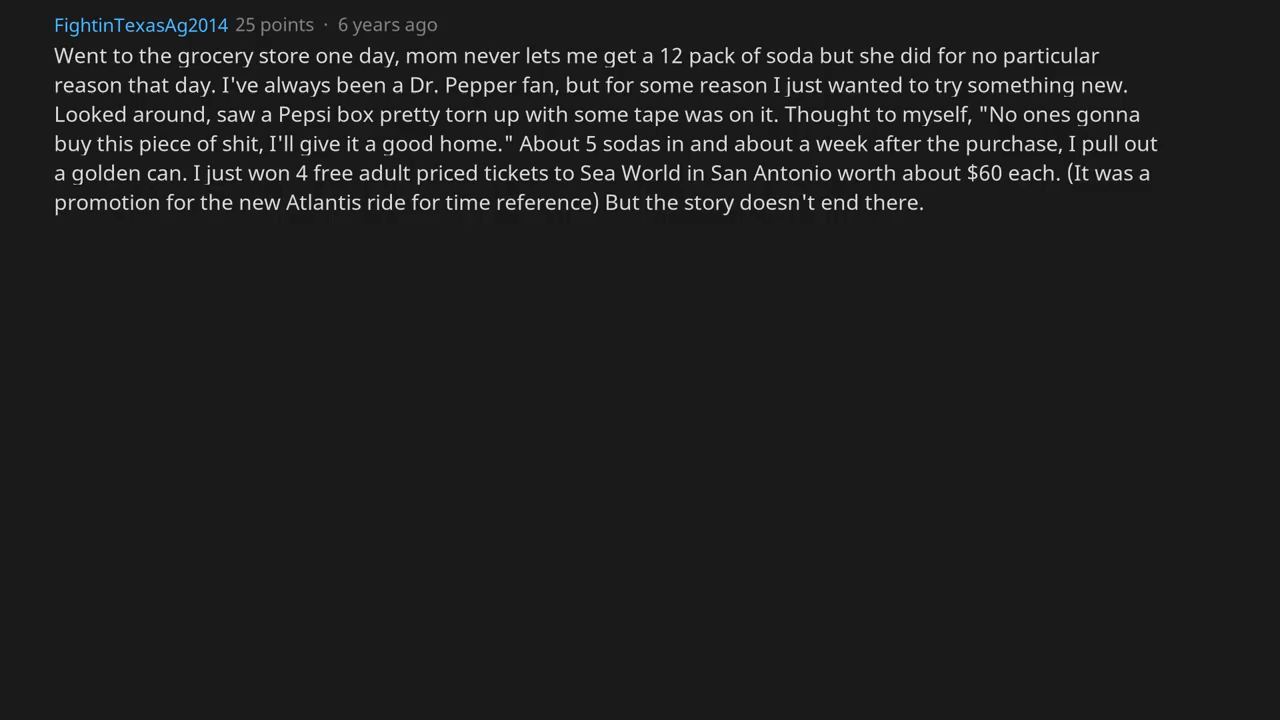 FightinTexasAg2014 25 points · 6 years ago
Went to the grocery store one day, mom never lets me get a 12 pack of soda but she did for no particular
reason that day. I've always been a Dr. Pepper fan, but for some reason I just wanted to try something new.
Looked around, saw a Pepsi box pretty torn up with some tape was on it. Thought to myself, "No ones gonna
buy this piece of shit, I'll give it a good home." About 5 sodas in and about a week after the purchase, I pull out
a golden can. I just won 4 free adult priced tickets to Sea World in San Antonio worth about $60 each. (It was a
promotion for the new Atlantis ride for time reference) But the story doesn't end there.